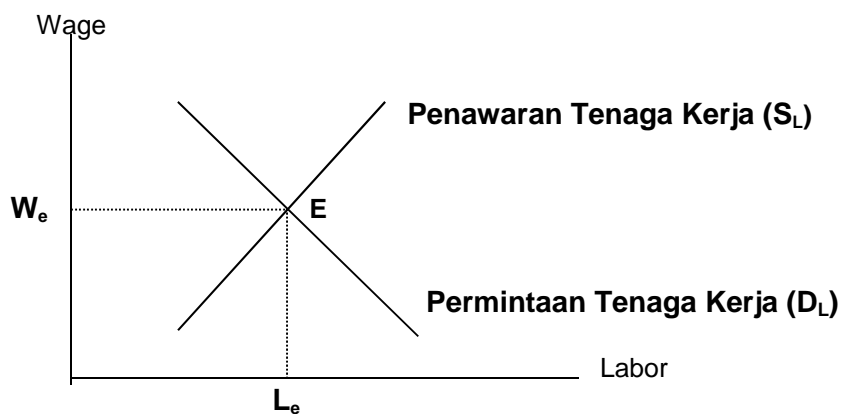 Wage
Penawaran Tenaga Kerja (SL)
We
E
Permintaan Tenaga Kerja (DL)
Labor
Le